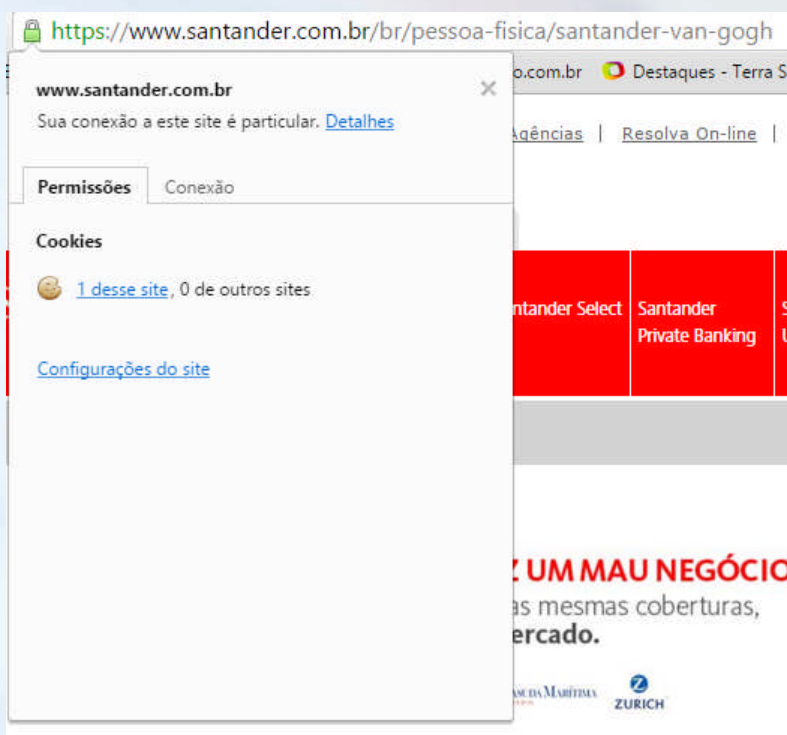 https://www.santander.com.br/br/pessoa-fisica/santander-van-gogh
o.com.br Destaques - Terra S
www.santander.com.br
Sua conexão a este site é particular. Detalhes
Agências | Resolva On-line |
Permissões Conexão
Cookies
1 desse site, 0 de outros sites
ntander Select
Santander
Private Banking
Configurações do site
UM MAU NEGÓCIO
as mesmas coberturas,
ercado.
MARÍTIMA
ZURICH